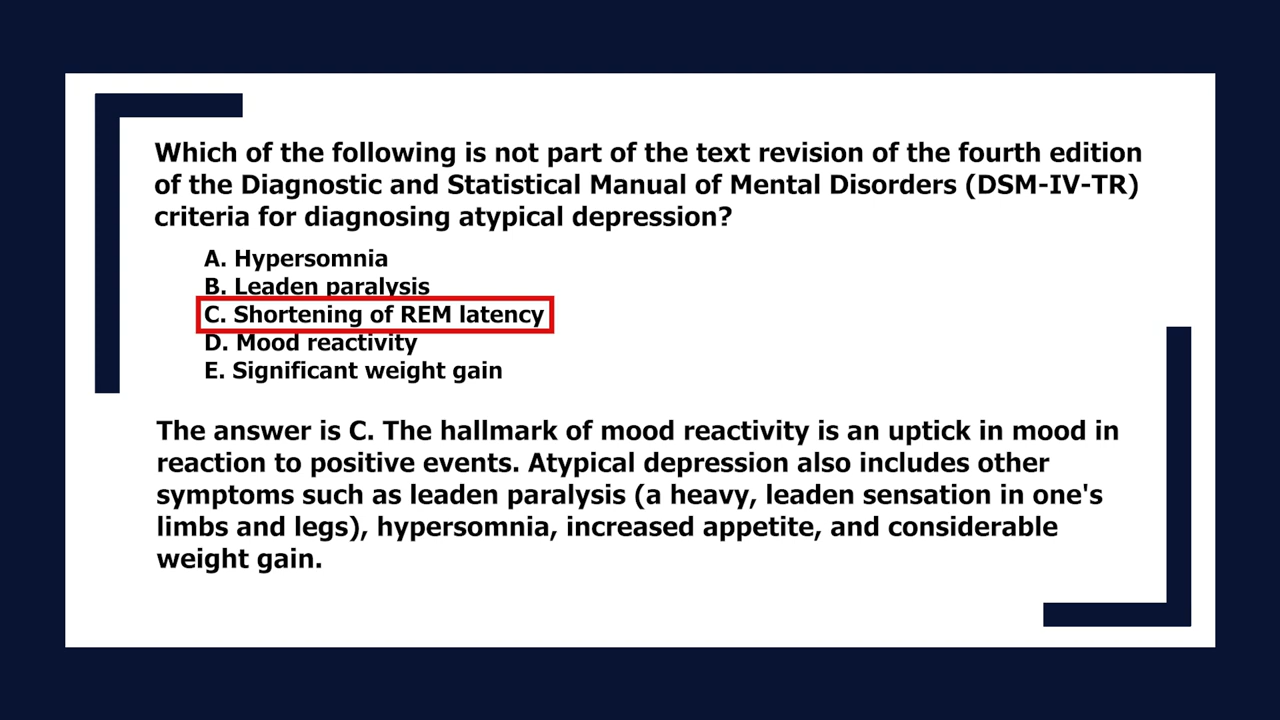 Which of the following is not part of the text revision of the fourth edition
of the Diagnostic and Statistical Manual of Mental Disorders (DSM-IV-TR)
criteria for diagnosing atypical depression?
A. Hypersomnia
B. Leaden paralysis
C. Shortening of REM latency
D. Mood reactivity
E. Significant weight gain
The answer is C. The hallmark of mood reactivity is an uptick in mood in
reaction to positive events. Atypical depression also includes other
symptoms such as leaden paralysis (a heavy, leaden sensation in one's
limbs and legs), hypersomnia, increased appetite, and considerable
weight gain.